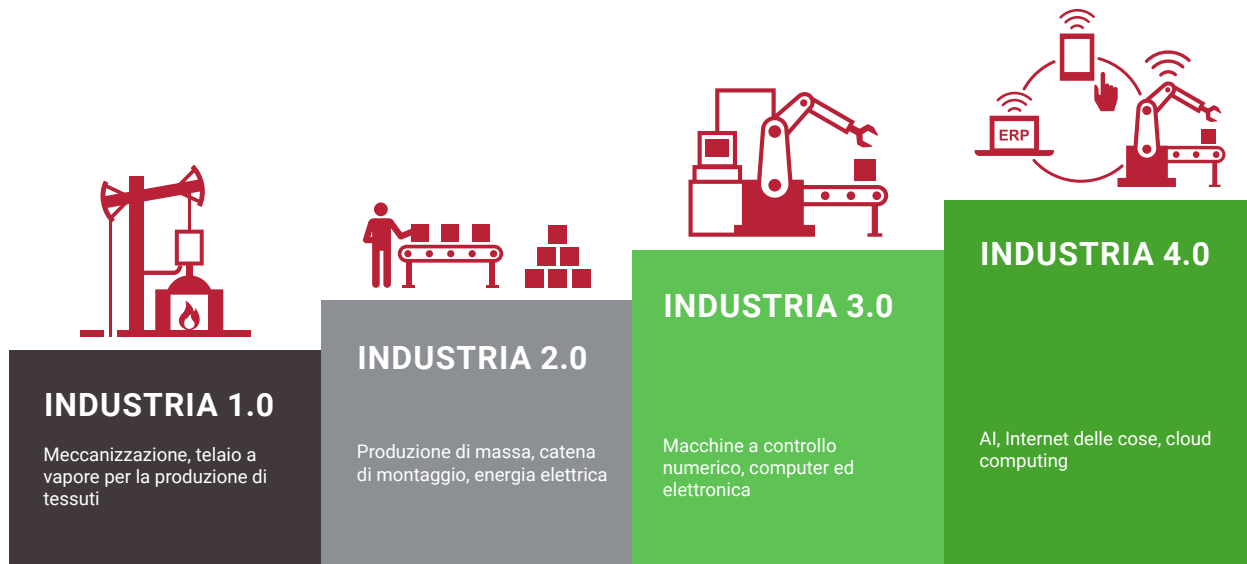 ERP
INDUSTRIA 1.0
Meccanizzazione, telaio a
vapore per la produzione di
tessuti
INDUSTRIA 2.0
Produzione di massa, catena
di montaggio, energia elettrica
INDUSTRIA 3.0
Macchine a controllo
numerico, computer ed
elettronica
INDUSTRIA 4.0
AI, Internet delle cose, cloud
computing